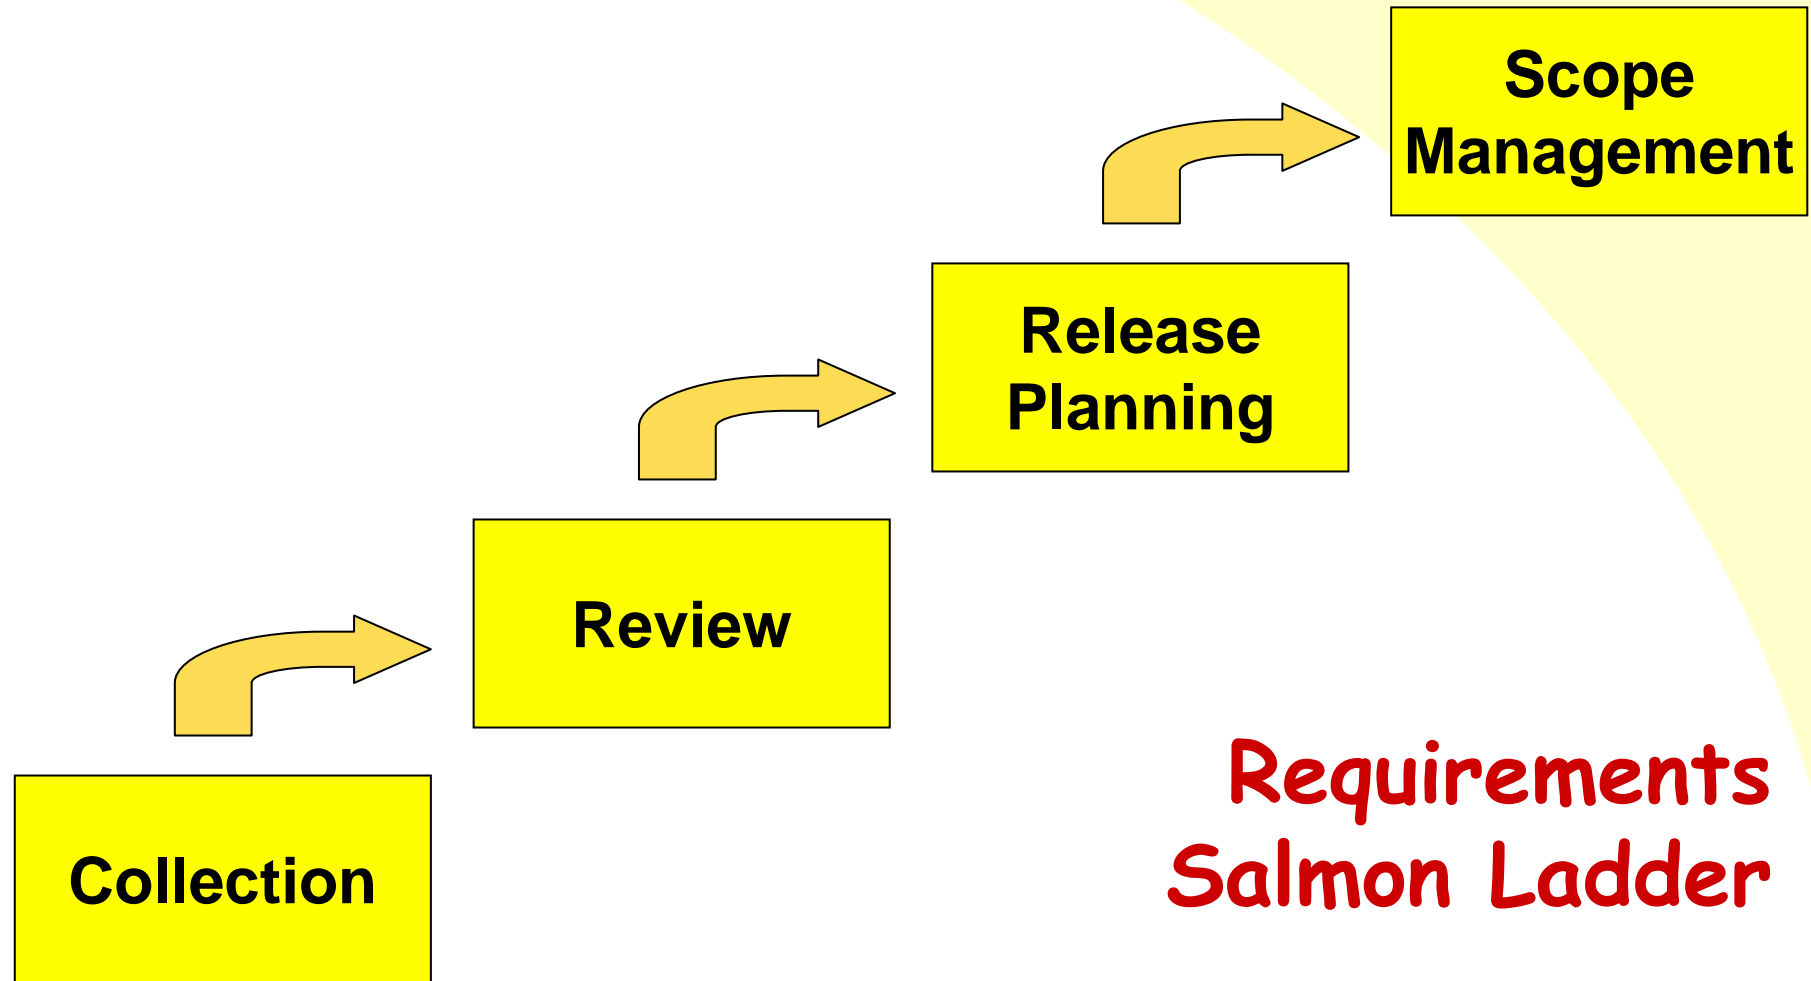 Scope
Management
Release
Planning
Review
Collection
Requirements
Salmon Ladder